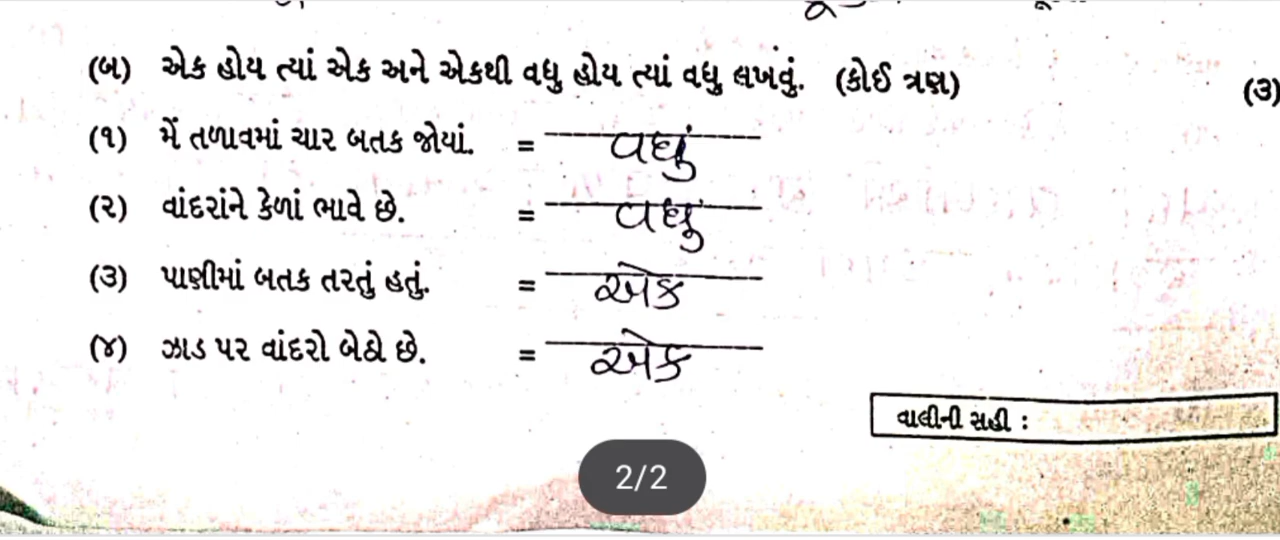 (બ) એક હોય ત્યાં એક અને એકથી વધુ હોય ત્યાં વધુ લખવું. (કોઈ ત્રણ) (૩)
(૧) મેં તળાવમાં ચાર બતક જોયાં. = વધું
(૨) વાંદરાંને કેળાં ભાવે છે. = વધુ
(૩) પાણીમાં બતક તરતું હતું. = એક
(૪) ઝાડ પર વાંદરો બેઠો છે. = એક
વાલીની સહી :
2/2